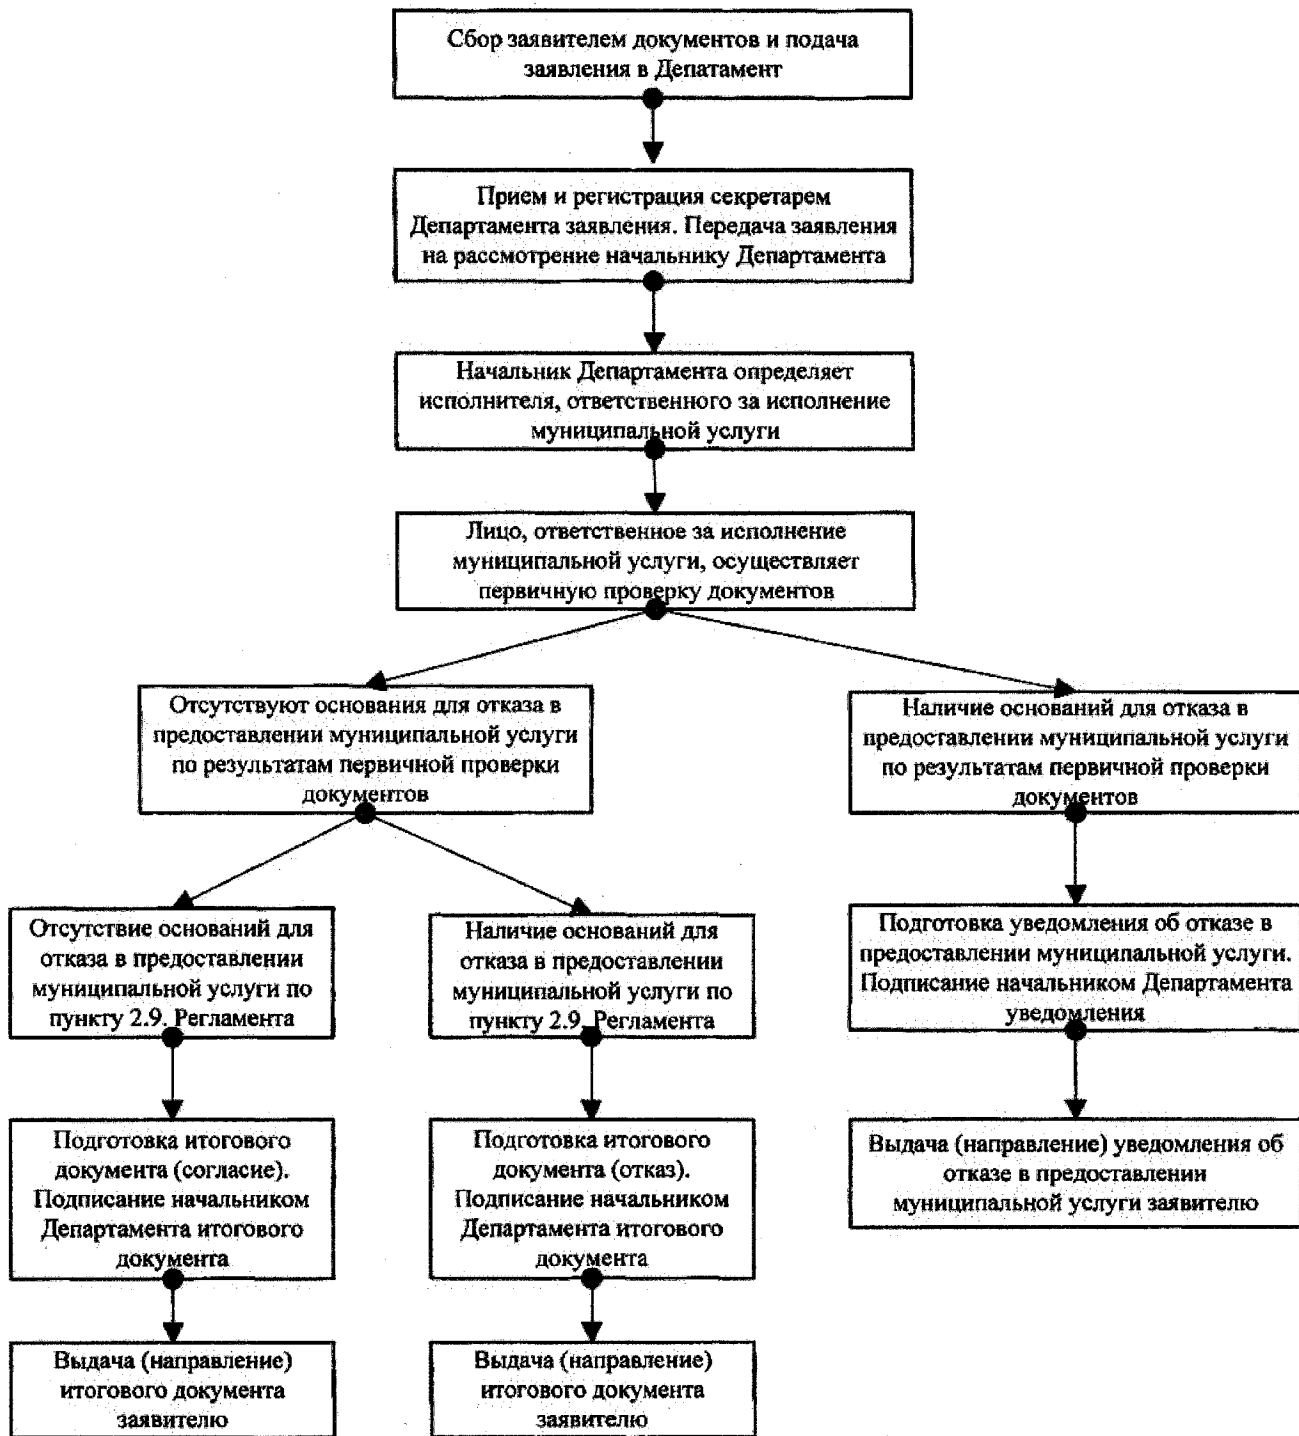 Сбор заявителем документов и подача
заявления в Депатамент
Прием и регистрация секретарем
Департамента заявления. Передача заявления
на рассмотрение начальнику Департамента
Начальник Департамента определяет
исполнителя, ответственного за исполнение
муниципальной услуги
Лицо, ответственное за исполнение
муниципальной услуги, осуществляет
первичную проверку документов
Отсутствуют основания для отказа в
предоставлении муниципальной услуги
по результатам первичной проверки
документов
Наличие оснований для отказа в
предоставлении муниципальной услуги
по результатам первичной проверки
документов
Отсутствие оснований для
отказа в предоставлении
муниципальной услуги по
пункту 2.9. Регламента
Наличие оснований для
отказа в предоставлении
муниципальной услуги по
пункту 2.9. Регламента
Подготовка уведомления об отказе в
предоставлении муниципальной услуги.
Подписание начальником Департамента
уведомления
Подготовка итогового
документа (согласие).
Подписание начальником
Департамента итогового
документа
Подготовка итогового
документа (отказ).
Подписание начальником
Департамента итогового
документа
Выдача (направление) уведомления об
отказе в предоставлении
муниципальной услуги заявителю
Выдача (направление)
итогового документа
заявителю
Выдача (направление)
итогового документа
заявителю